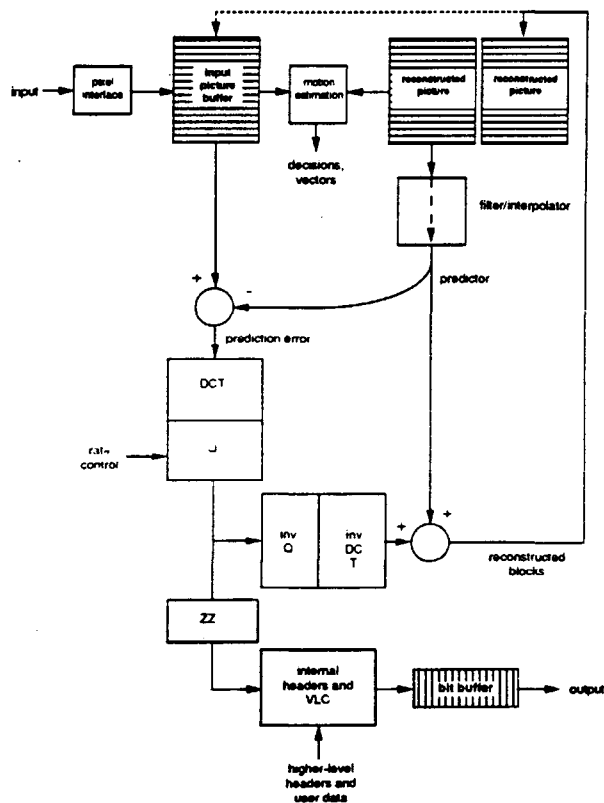 input
pixel
interface
input
picture
buffer
motion
estimation
reconstructed
picture
reconstructed
picture
decisions,
vectors
filter/interpolator
predictor
+
-
prediction error
DCT
control
inv
Q
inv
DC
T
+
+
reconstructed
blocks
ZZ
internal
headers and
VLC
bit buffer
output
higher-level
headers and
user data